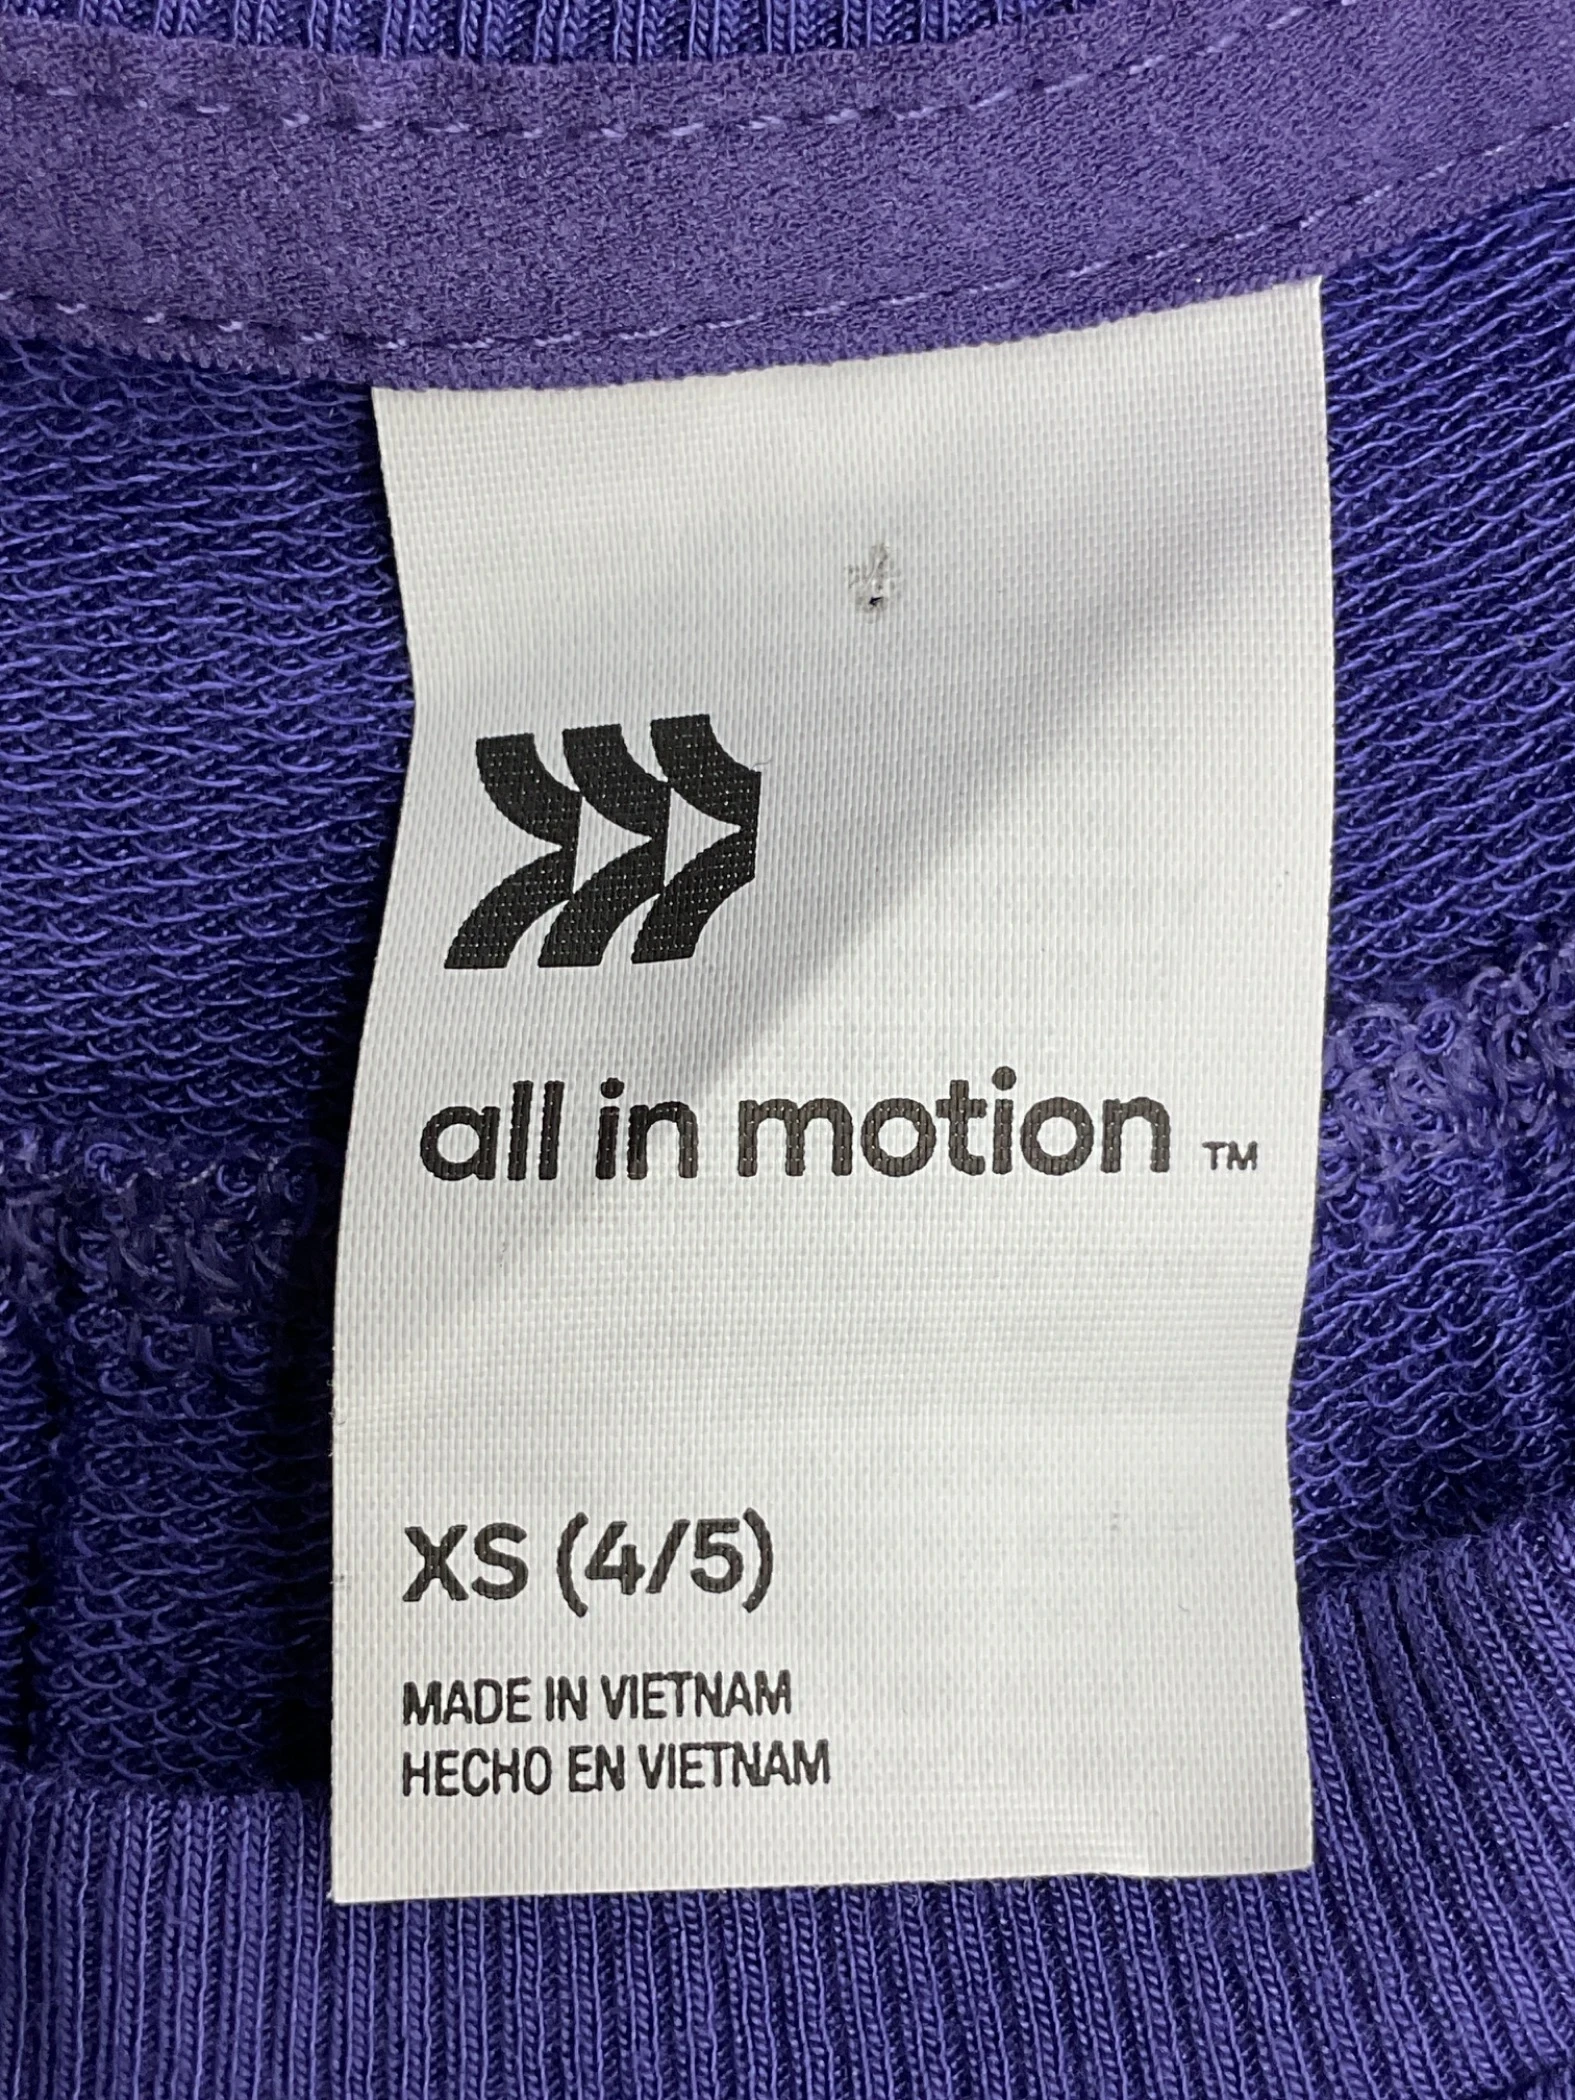 all in motion ™
XS (4/5)
MADE IN VIETNAM
HECHO EN VIETNAM